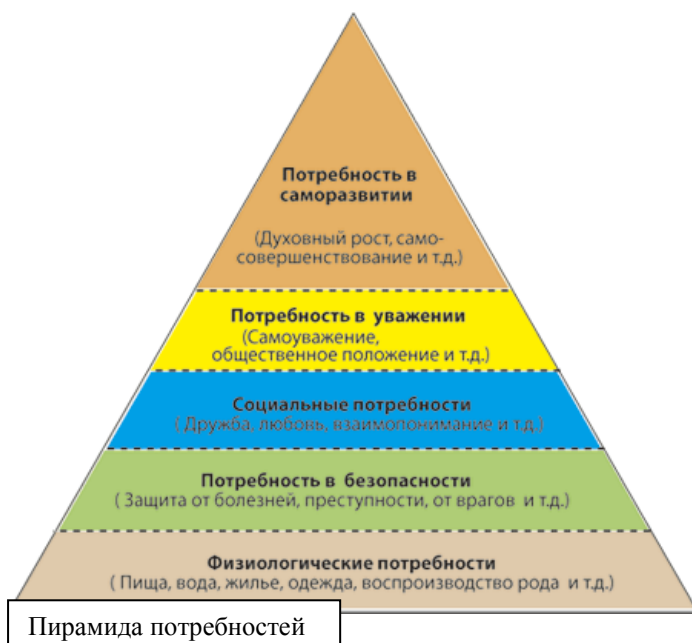 Потребность в
саморазвитии
(Духовный рост, само-
совершенствование и т.д.)
Потребность в уважении
(Самоуважение,
общественное положение и т.д.)
Социальные потребности
( Дружба, любовь, взаимопонимание и т.д.)
Потребность в безопасности
( Защита от болезней, преступности, от врагов и т.д.)
Физиологические потребности
( Пища, вода, жилье, одежда, воспроизводство рода и т.д.)
Пирамида потребностей